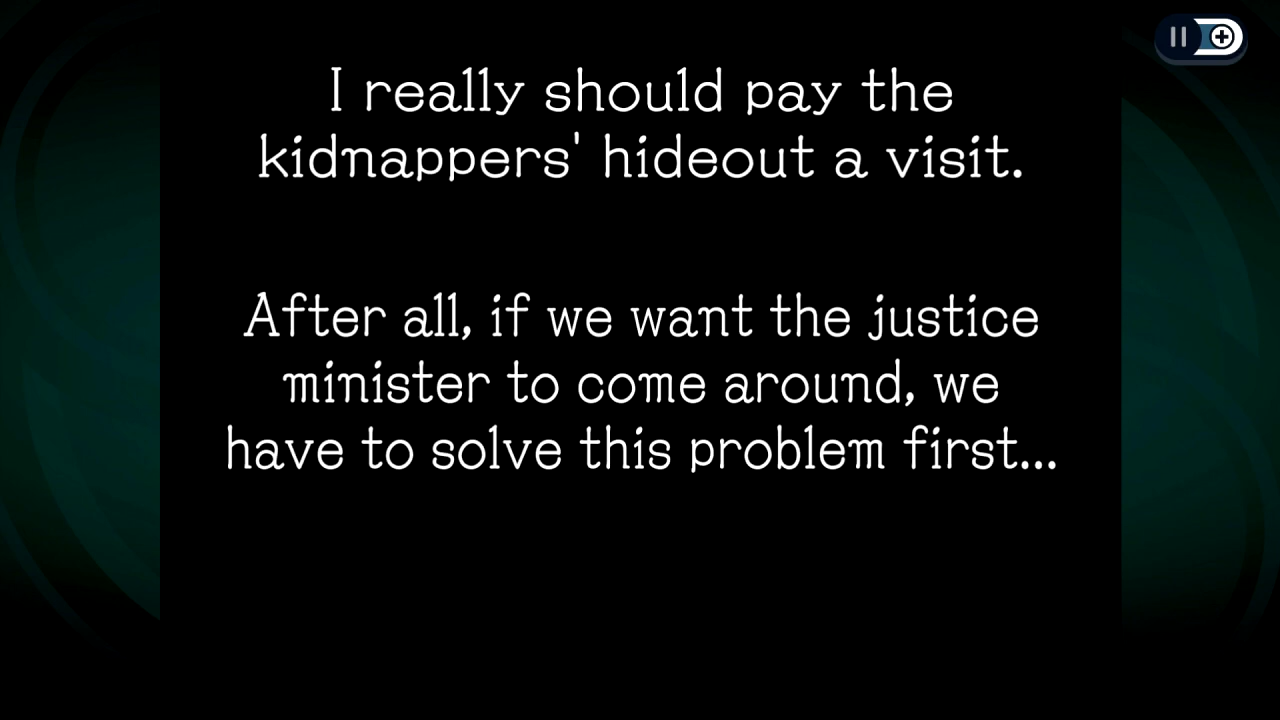 I really should pay the
kidnappers' hideout a visit.
After all, if we want the justice
minister to come around, we
have to solve this problem first...